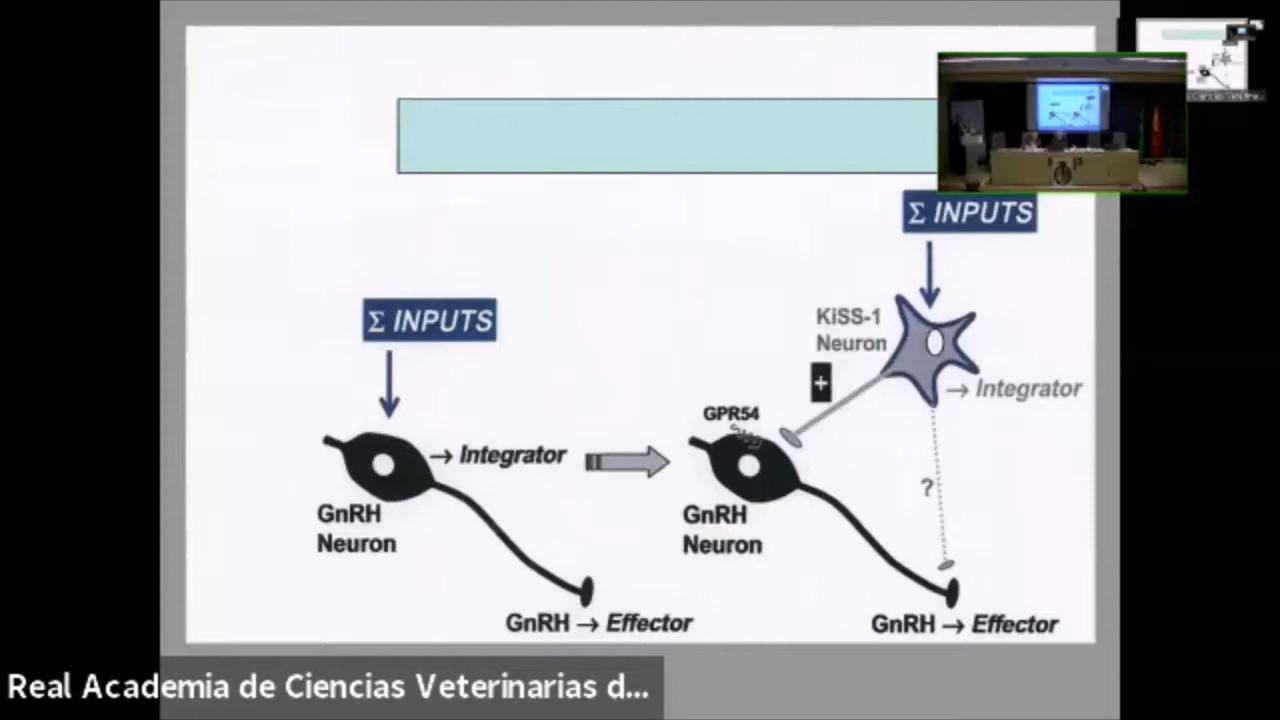 Σ INPUTS
KiSS-1
Neuron
+
→ Integrator
Σ INPUTS
GPR54
→ Integrator
GnRH
Neuron
GnRH
Neuron
?
GnRH → Effector
GnRH → Effector
Real Academia de Ciencias Veterinarias d...